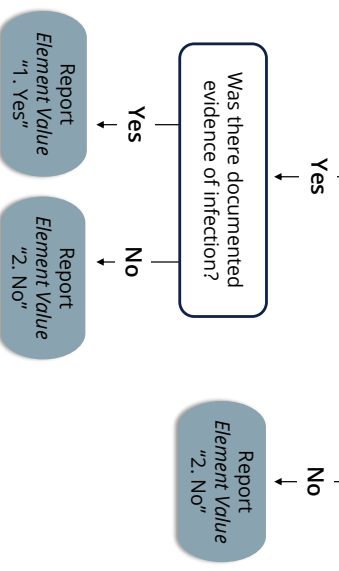 Yes
No
Was there documented
evidence of infection?
Report
Element Value
“2. No”
Yes
No
Report
Element Value
“1. Yes”
Report
Element Value
“2. No”